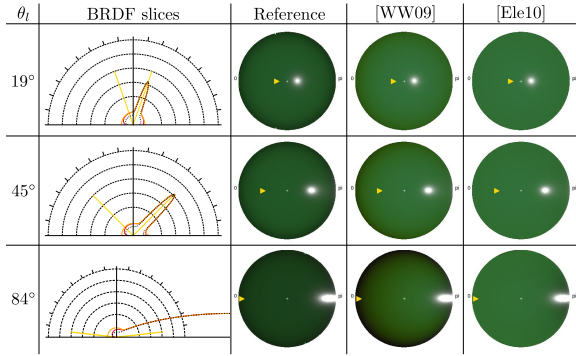 θl BRDF slices Reference [WW09] [Ele10]
19° 0 pi 0 pi 0 pi
45° 0 pi 0 pi 0 pi
84° 0 pi 0 pi 0 pi